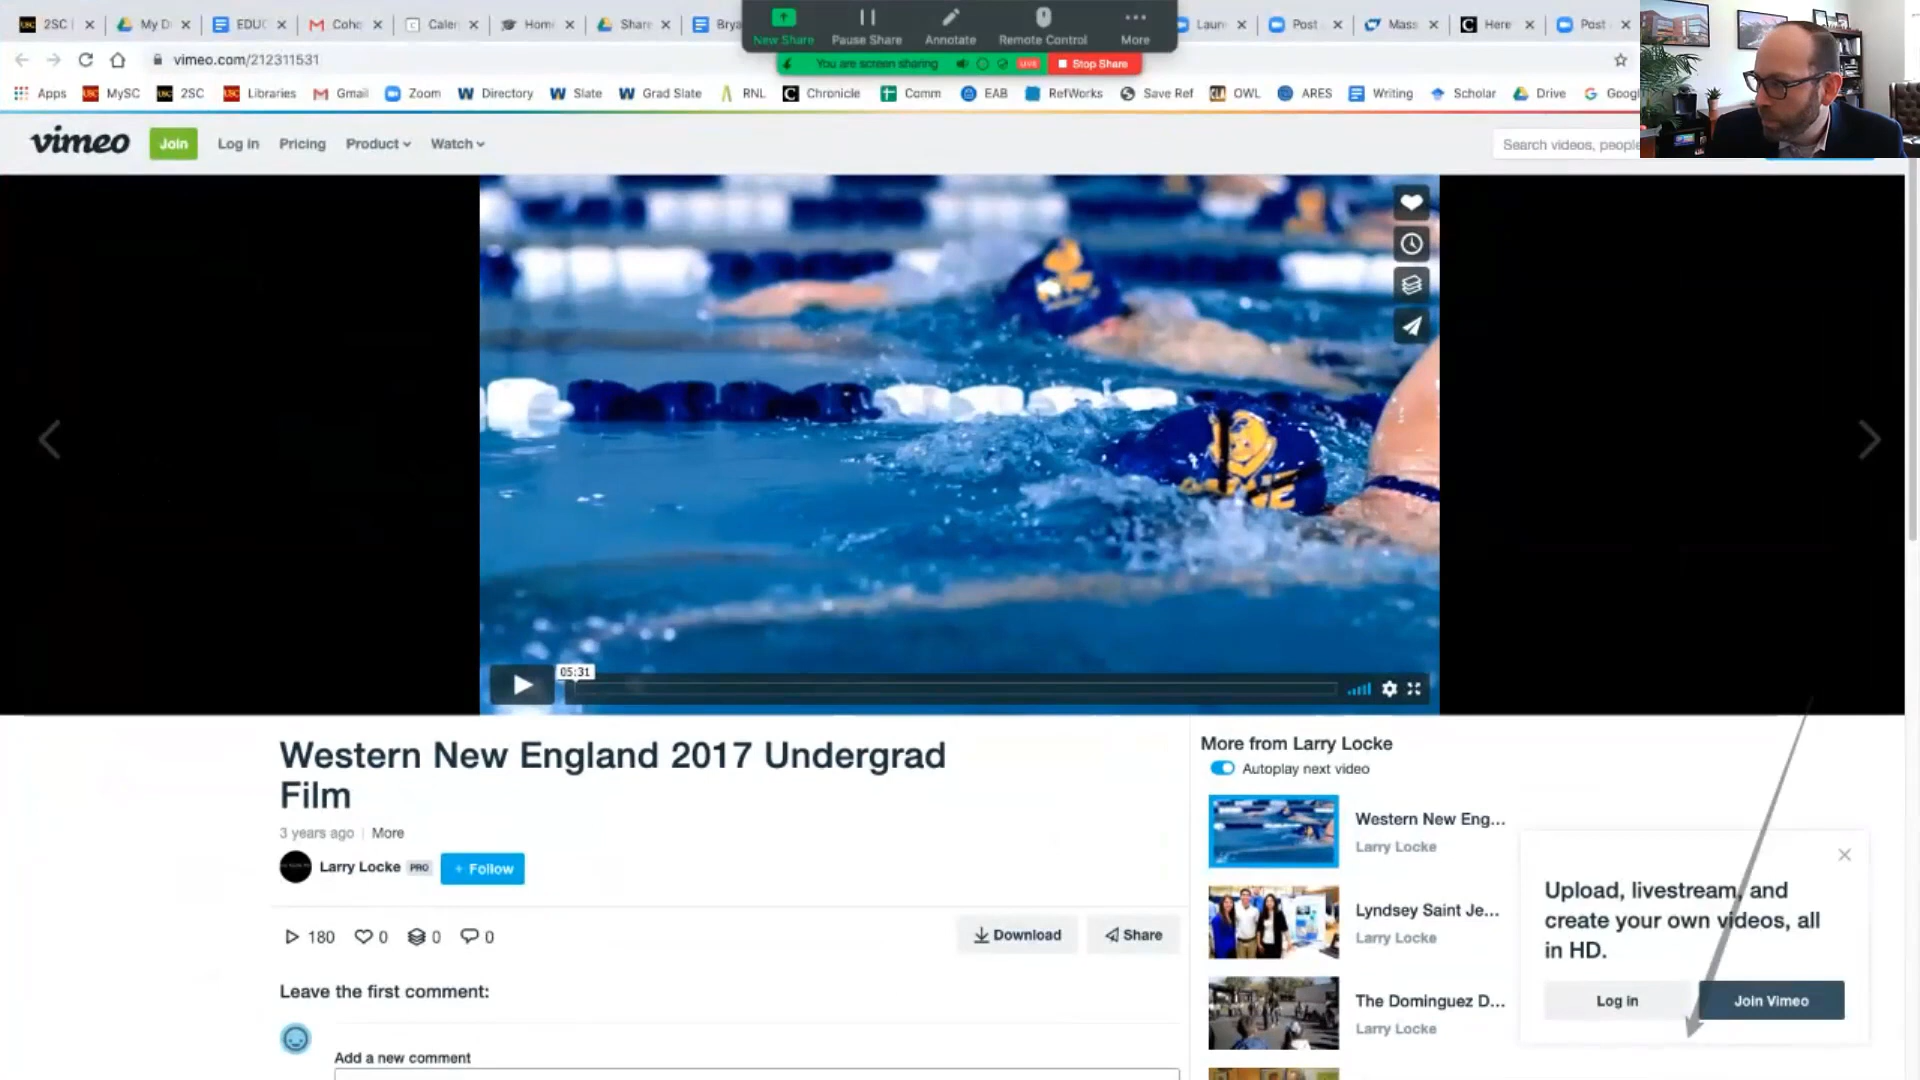 2SC
My D
EDUC
Coho
Calen
Home
Share
Brya
Laur
Post
Mass
Here
Post
New Share
Pause Share
Annotate
Remote Control
More
You are screen sharing
LIVE
Stop Share
vimeo.com/212311531
Apps
MySC
2SC
Libraries
Gmail
Zoom
Directory
Slate
Grad Slate
RNL
Chronicle
Comm
EAB
RefWorks
Save Ref
OWL
ARES
Writing
Scholar
Drive
Googl
vimeo
Join
Log in
Pricing
Product
Watch
Search videos, people
05:31
Western New England 2017 Undergrad
Film
3 years ago | More
Larry Locke PRO + Follow
180 0 0 0
Download
Share
Leave the first comment:
Add a new comment
More from Larry Locke
Autoplay next video
Western New Eng...
Larry Locke
Lyndsey Saint Je...
Larry Locke
The Dominguez D...
Larry Locke
Upload, livestream, and
create your own videos, all
in HD.
Log in
Join Vimeo